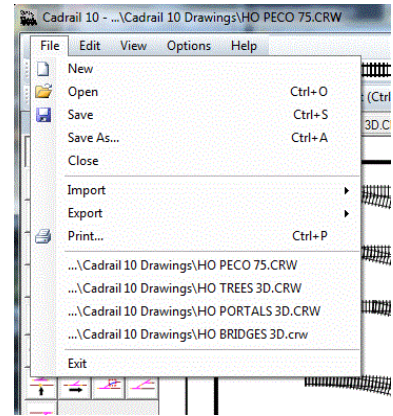 Cadrail 10 - ...\Cadrail 10 Drawings\HO PECO 75.CRW
File Edit View Options Help
New
Open Ctrl+O
(Ctrl
Save Ctrl+S
3D.C
Save As... Ctrl+A
Close
Import
Export
Print... Ctrl+P
...\Cadrail 10 Drawings\HO PECO 75.CRW
...\Cadrail 10 Drawings\HO TREES 3D.CRW
...\Cadrail 10 Drawings\HO PORTALS 3D.CRW
...\Cadrail 10 Drawings\HO BRIDGES 3D.crw
Exit